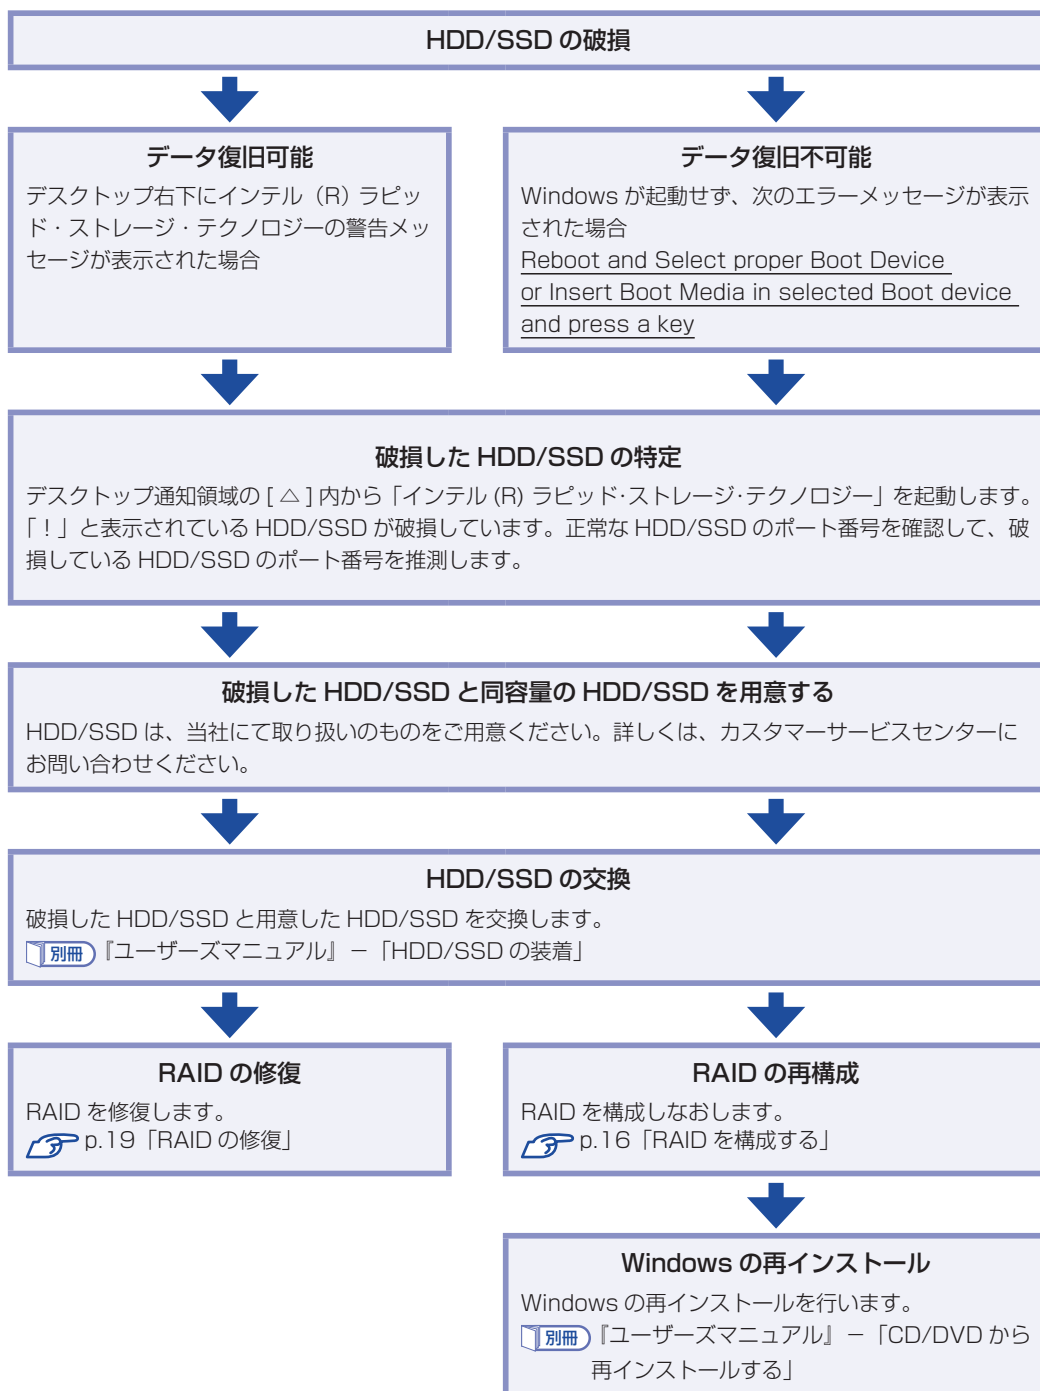 HDD/SSD の破損
データ復旧可能
デスクトップ右下にインテル（R）ラピッ
ド・ストレージ・テクノロジーの警告メッ
セージが表示された場合
データ復旧不可能
Windows が起動せず、次のエラーメッセージが表示
された場合
Reboot and Select proper Boot Device
or Insert Boot Media in selected Boot device
and press a key
破損した HDD/SSD の特定
デスクトップ通知領域の [ △ ] 内から「インテル (R) ラピッド・ストレージ・テクノロジー」を起動します。
「！」と表示されている HDD/SSD が破損しています。正常な HDD/SSD のポート番号を確認して、破
損している HDD/SSD のポート番号を推測します。
破損した HDD/SSD と同容量の HDD/SSD を用意する
HDD/SSD は、当社にて取り扱いのものをご用意ください。詳しくは、カスタマーサービスセンターに
お問い合わせください。
HDD/SSD の交換
破損した HDD/SSD と用意した HDD/SSD を交換します。
別冊『ユーザーズマニュアル』－「HDD/SSD の装着」
RAID の修復
RAID を修復します。
p.19「RAID の修復」
RAID の再構成
RAID を構成しなおします。
p.16「RAID を構成する」
Windows の再インストール
Windows の再インストールを行います。
別冊『ユーザーズマニュアル』－「CD/DVD から
再インストールする」